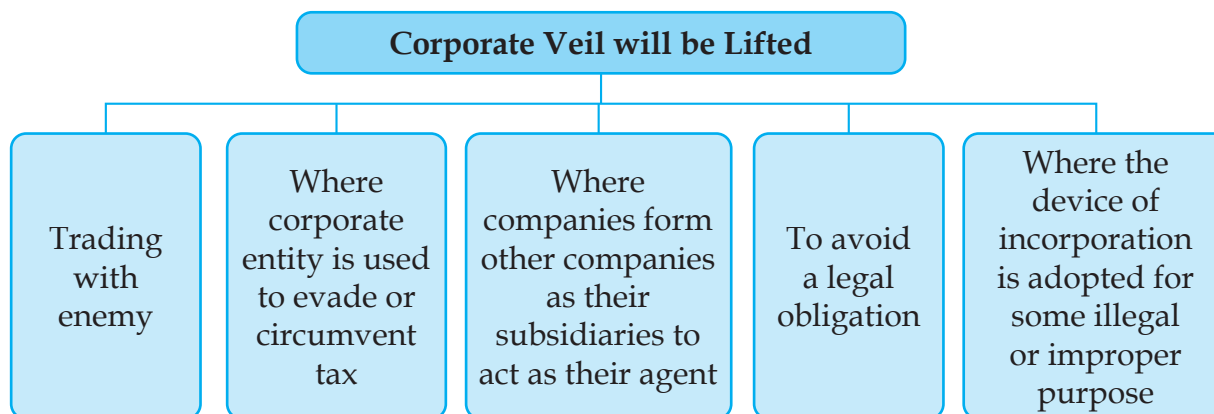 Corporate Veil will be Lifted
Trading
with
enemy
Where
corporate
entity is used
to evade or
circumvent
tax
Where
companies form
other companies
as their
subsidiaries to
act as their agent
To avoid
a legal
obligation
Where the
device of
incorporation
is adopted for
some illegal
or improper
purpose